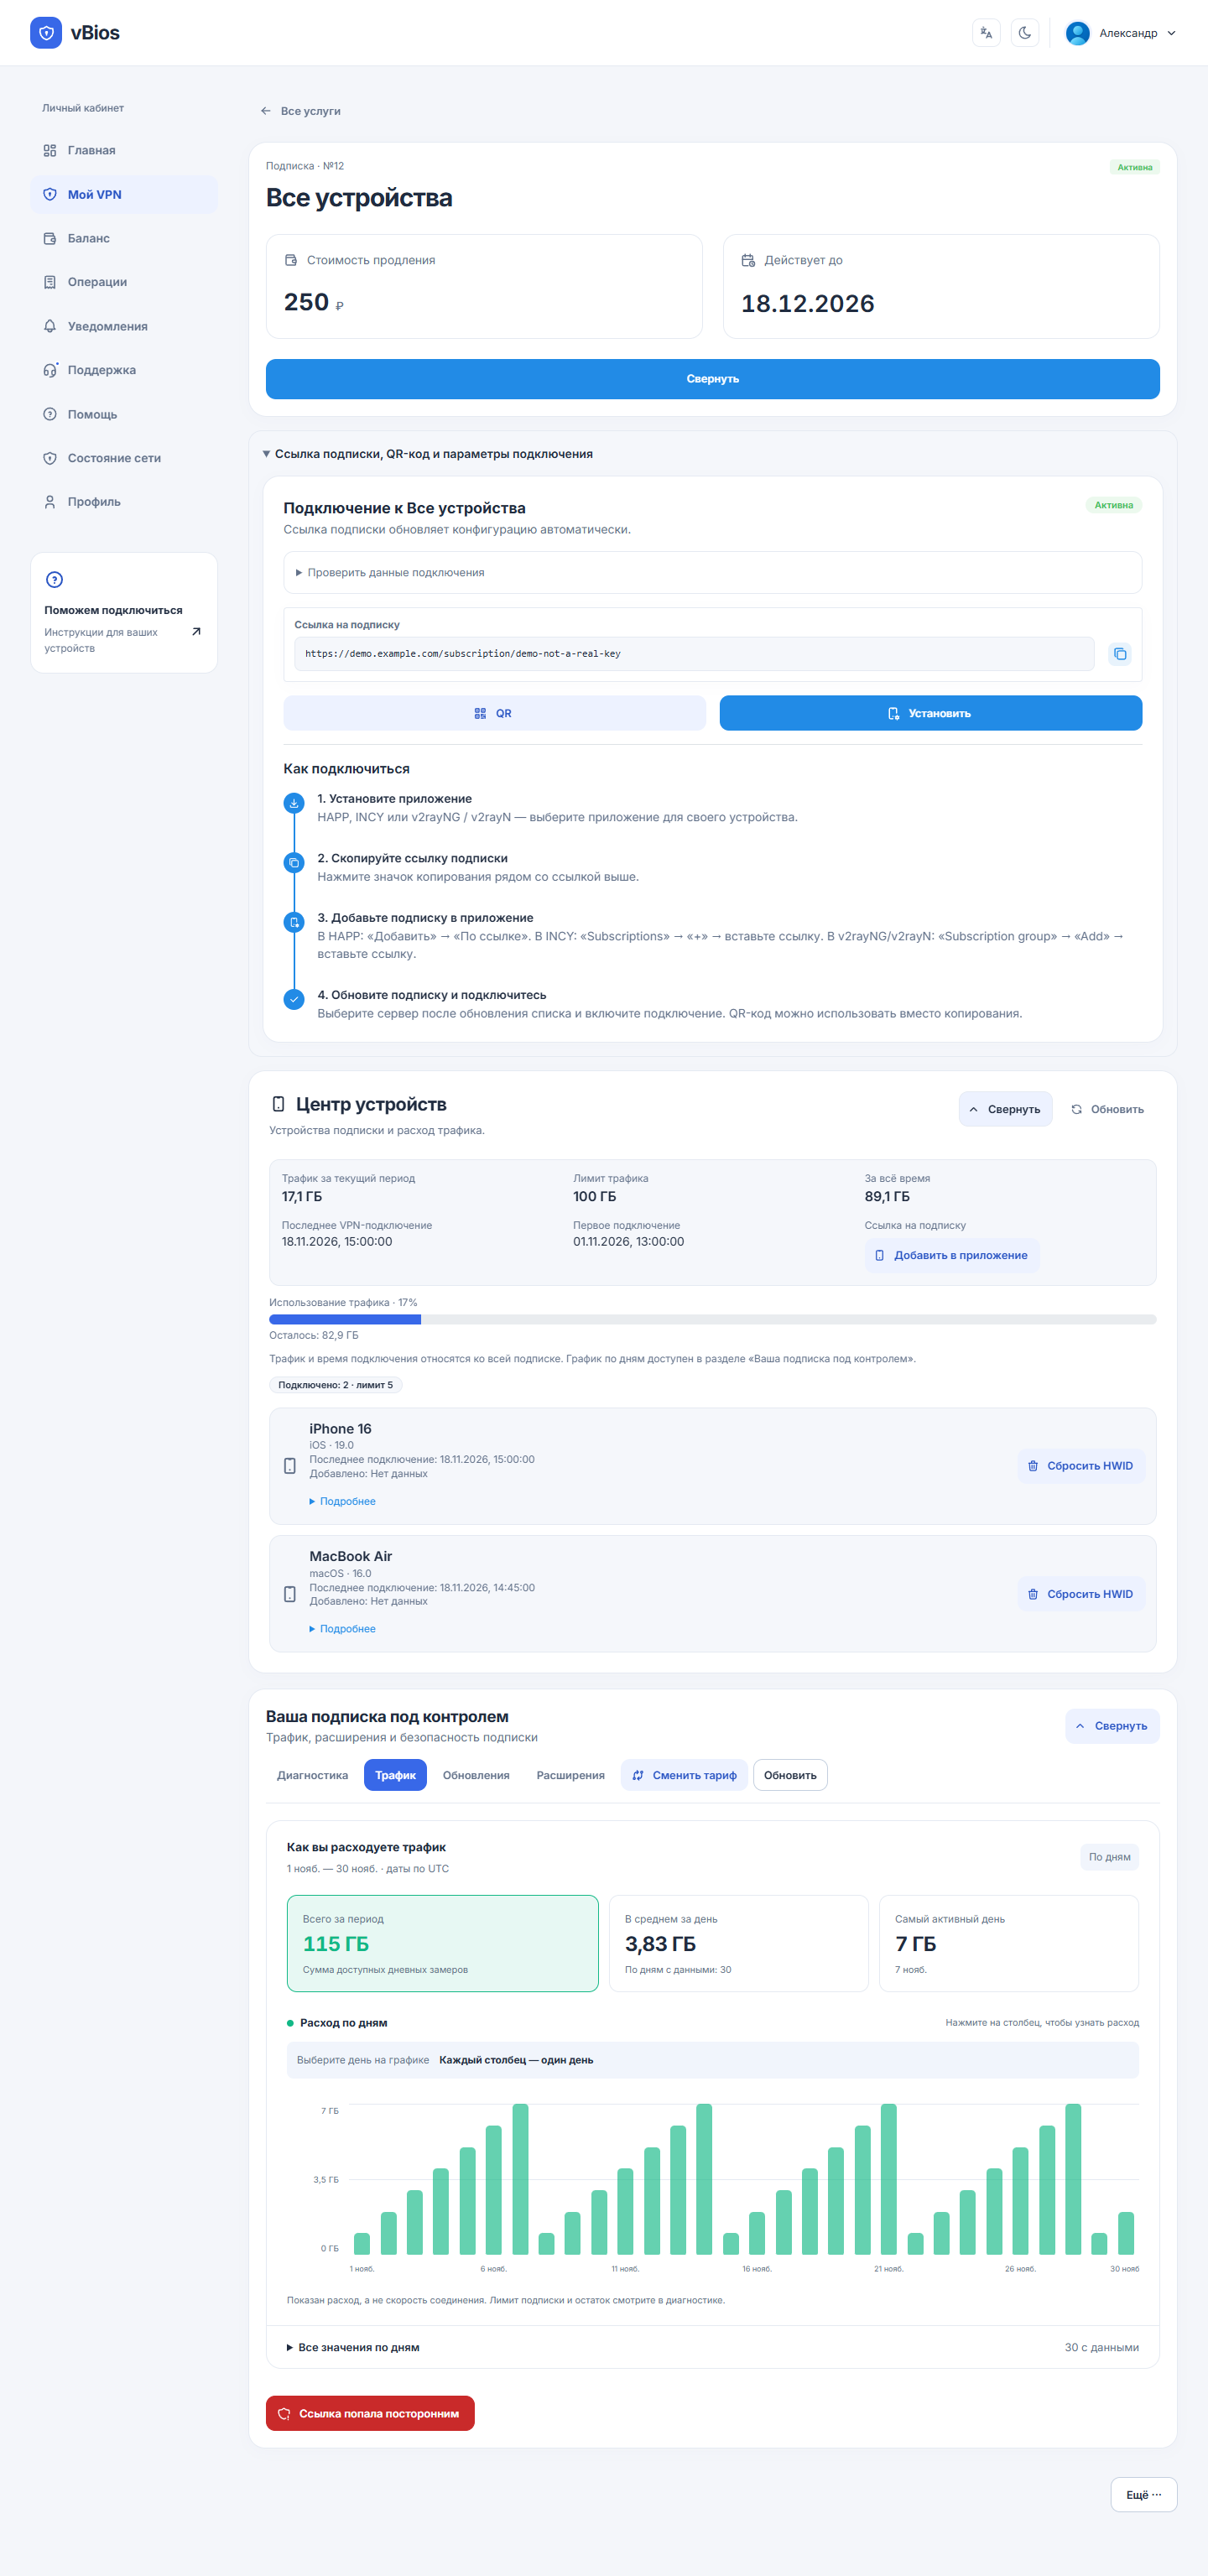 vBios
Александр
Личный кабинет
Главная
Мой VPN
Баланс
Операции
Уведомления
Поддержка
Помощь
Состояние сети
Профиль
Поможем подключиться
Инструкции для ваших
устройств
Все услуги
Подписка · №12
Активна
Все устройства
Стоимость продления
250 ₽
Действует до
18.12.2026
Свернуть
Ссылка подписки, QR-код и параметры подключения
Подключение к Все устройства
Активна
Ссылка подписки обновляет конфигурацию автоматически.
Проверить данные подключения
Ссылка на подписку
https://demo.example.com/subscription/demo-not-a-real-key
QR
Установить
Как подключиться
1. Установите приложение
HAPP, INCY или v2rayNG / v2rayN — выберите приложение для своего устройства.
2. Скопируйте ссылку подписки
Нажмите значок копирования рядом со ссылкой выше.
3. Добавьте подписку в приложение
В HAPP: «Добавить» → «По ссылке». В INCY: «Subscriptions» → «+» → вставьте ссылку. В v2rayNG/v2rayN: «Subscription group» → «Add» →
вставьте ссылку.
4. Обновите подписку и подключитесь
Выберите сервер после обновления списка и включите подключение. QR-код можно использовать вместо копирования.
Центр устройств
Свернуть
Обновить
Устройства подписки и расход трафика.
Трафик за текущий период
17,1 ГБ
Лимит трафика
100 ГБ
За всё время
89,1 ГБ
Последнее VPN-подключение
18.11.2026, 15:00:00
Первое подключение
01.11.2026, 13:00:00
Ссылка на подписку
Добавить в приложение
Использование трафика · 17%
Осталось: 82,9 ГБ
Трафик и время подключения относятся ко всей подписке. График по дням доступен в разделе «Ваша подписка под контролем».
Подключено: 2 · лимит 5
iPhone 16
iOS · 19.0
Последнее подключение: 18.11.2026, 15:00:00
Добавлено: Нет данных
Подробнее
Сбросить HWID
MacBook Air
macOS · 16.0
Последнее подключение: 18.11.2026, 14:45:00
Добавлено: Нет данных
Подробнее
Сбросить HWID
Ваша подписка под контролем
Трафик, расширения и безопасность подписки
Свернуть
Диагностика
Трафик
Обновления
Расширения
Сменить тариф
Обновить
Как вы расходуете трафик
1 нояб. — 30 нояб. · даты по UTC
По дням
Всего за период
115 ГБ
Сумма доступных дневных замеров
В среднем за день
3,83 ГБ
По дням с данными: 30
Самый активный день
7 ГБ
7 нояб.
Расход по дням
Нажмите на столбец, чтобы узнать расход
Выберите день на графике Каждый столбец — один день
7 ГБ
3,5 ГБ
0 ГБ
1 нояб.
6 нояб.
11 нояб.
16 нояб.
21 нояб.
26 нояб.
30 нояб
Показан расход, а не скорость соединения. Лимит подписки и остаток смотрите в диагностике.
Все значения по дням
30 с данными
Ссылка попала посторонним
Ещё ···